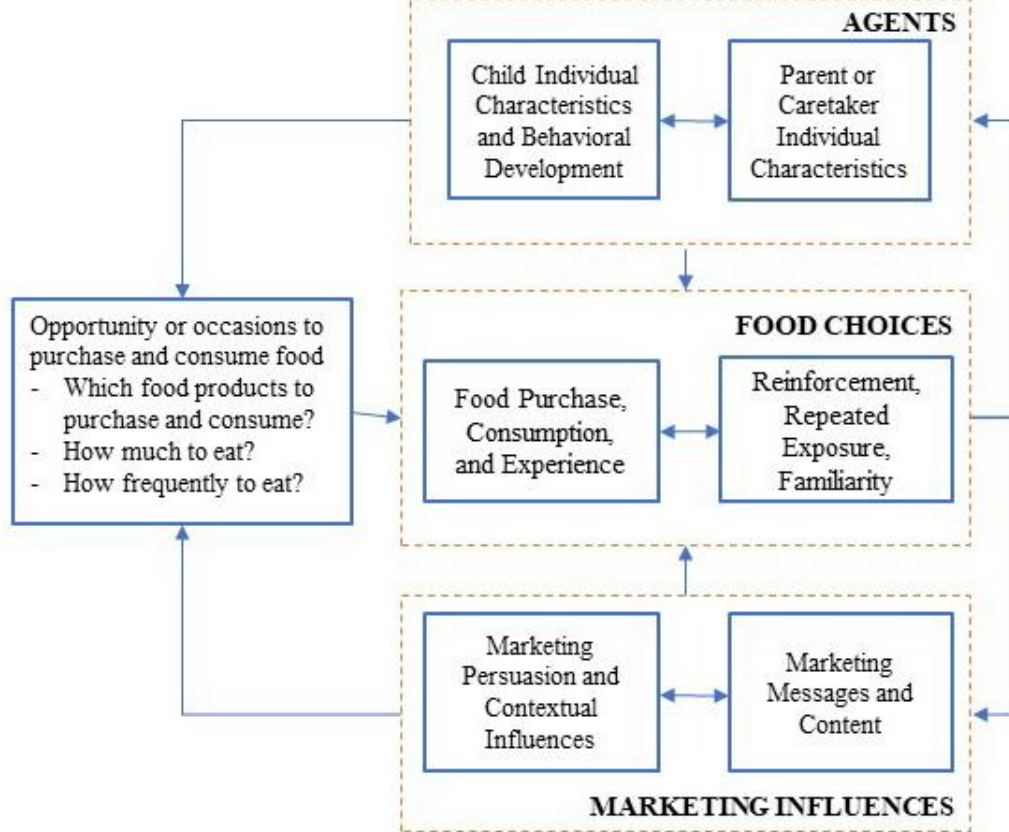 AGENTS
Child Individual
Characteristics
and Behavioral
Development
Parent or
Caretaker
Individual
Characteristics
Opportunity or occasions to
purchase and consume food
- Which food products to
purchase and consume?
- How much to eat?
- How frequently to eat?
FOOD CHOICES
Food Purchase,
Consumption,
and Experience
Reinforcement,
Repeated
Exposure,
Familiarity
Marketing
Persuasion and
Contextual
Influences
Marketing
Messages and
Content
MARKETING INFLUENCES